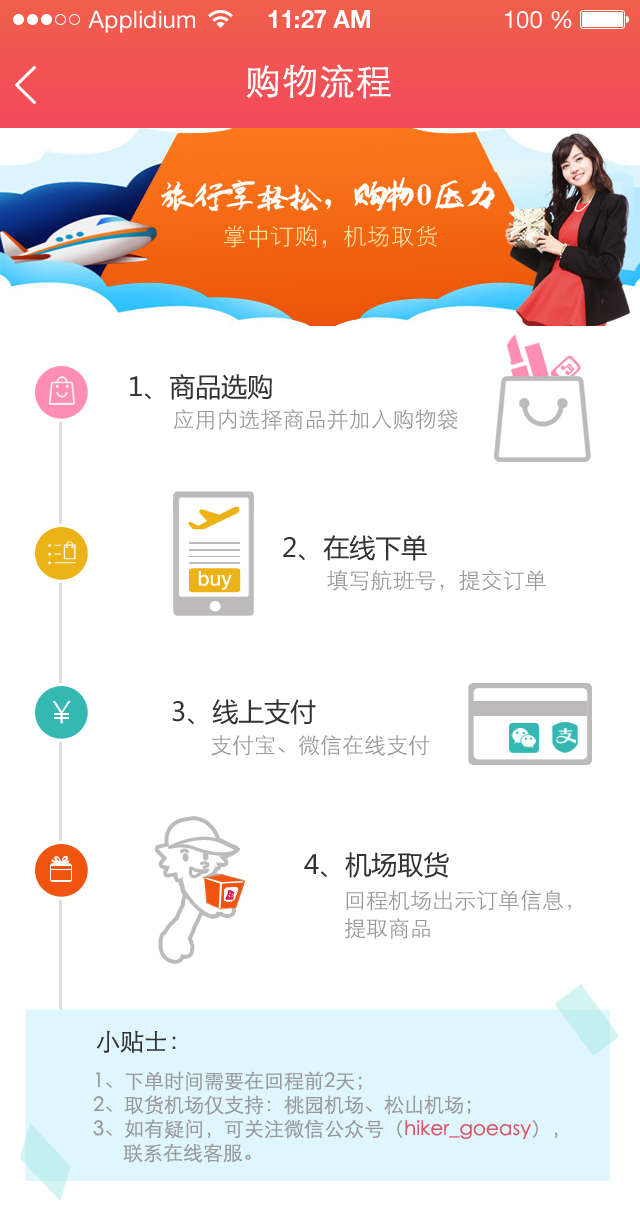 Applidium 11:27 AM 100 %
购物流程
旅行享轻松，购物0压力
掌中订购，机场取货
1、商品选购
应用内选择商品并加入购物袋
2、在线下单
填写航班号，提交订单
buy
3、线上支付
支付宝、微信在线支付
支
¥
4、机场取货
回程机场出示订单信息，
提取商品
小贴士：
1、下单时间需要在回程前2天；
2、取货机场仅支持：桃园机场、松山机场；
3、如有疑问，可关注微信公众号（hiker_goeasy），
联系在线客服。